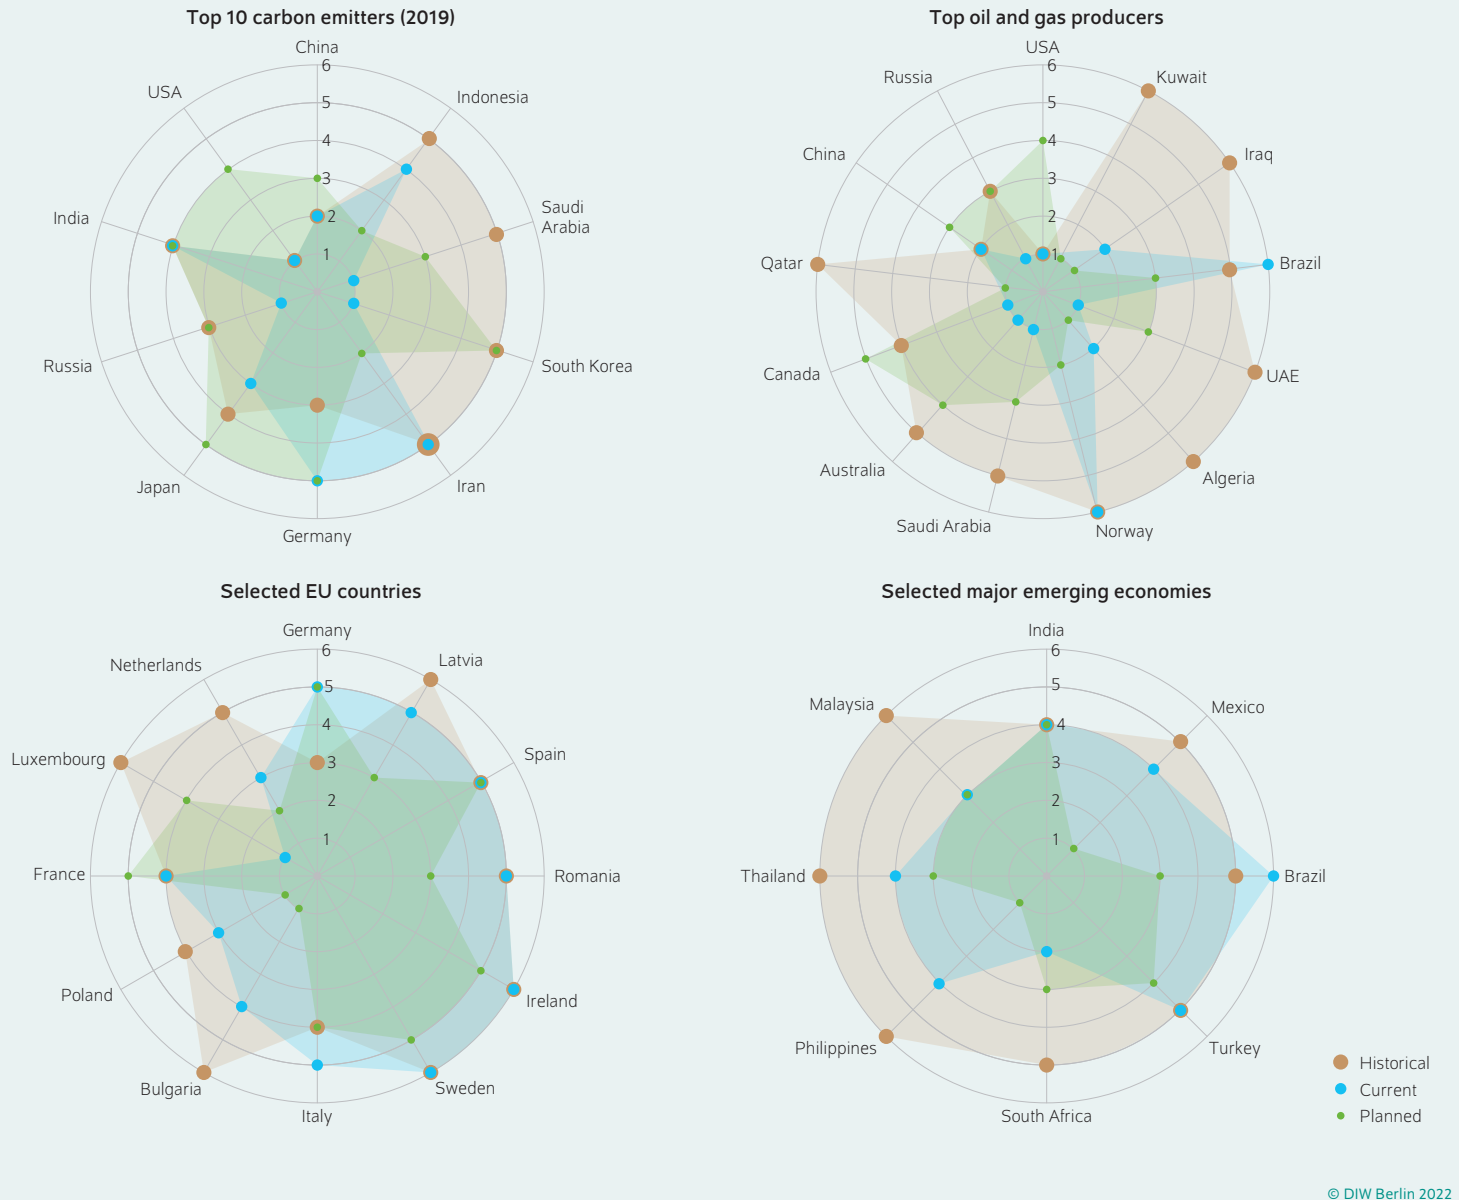 Top 10 carbon emitters (2019)
China
6
5
4
3
2
1
Indonesia
Saudi
Arabia
South Korea
Iran
Germany
Japan
Russia
India
USA
Top oil and gas producers
USA
6
5
4
3
2
1
Kuwait
Iraq
Brazil
UAE
Algeria
Norway
Saudi Arabia
Australia
Canada
Qatar
China
Russia
Selected EU countries
Germany
6
5
4
3
2
1
Latvia
Spain
Romania
Ireland
Sweden
Italy
Bulgaria
Poland
France
Luxembourg
Netherlands
Selected major emerging economies
India
6
5
4
3
2
1
Mexico
Brazil
Turkey
South Africa
Philippines
Thailand
Malaysia
Historical
Current
Planned
© DIW Berlin 2022